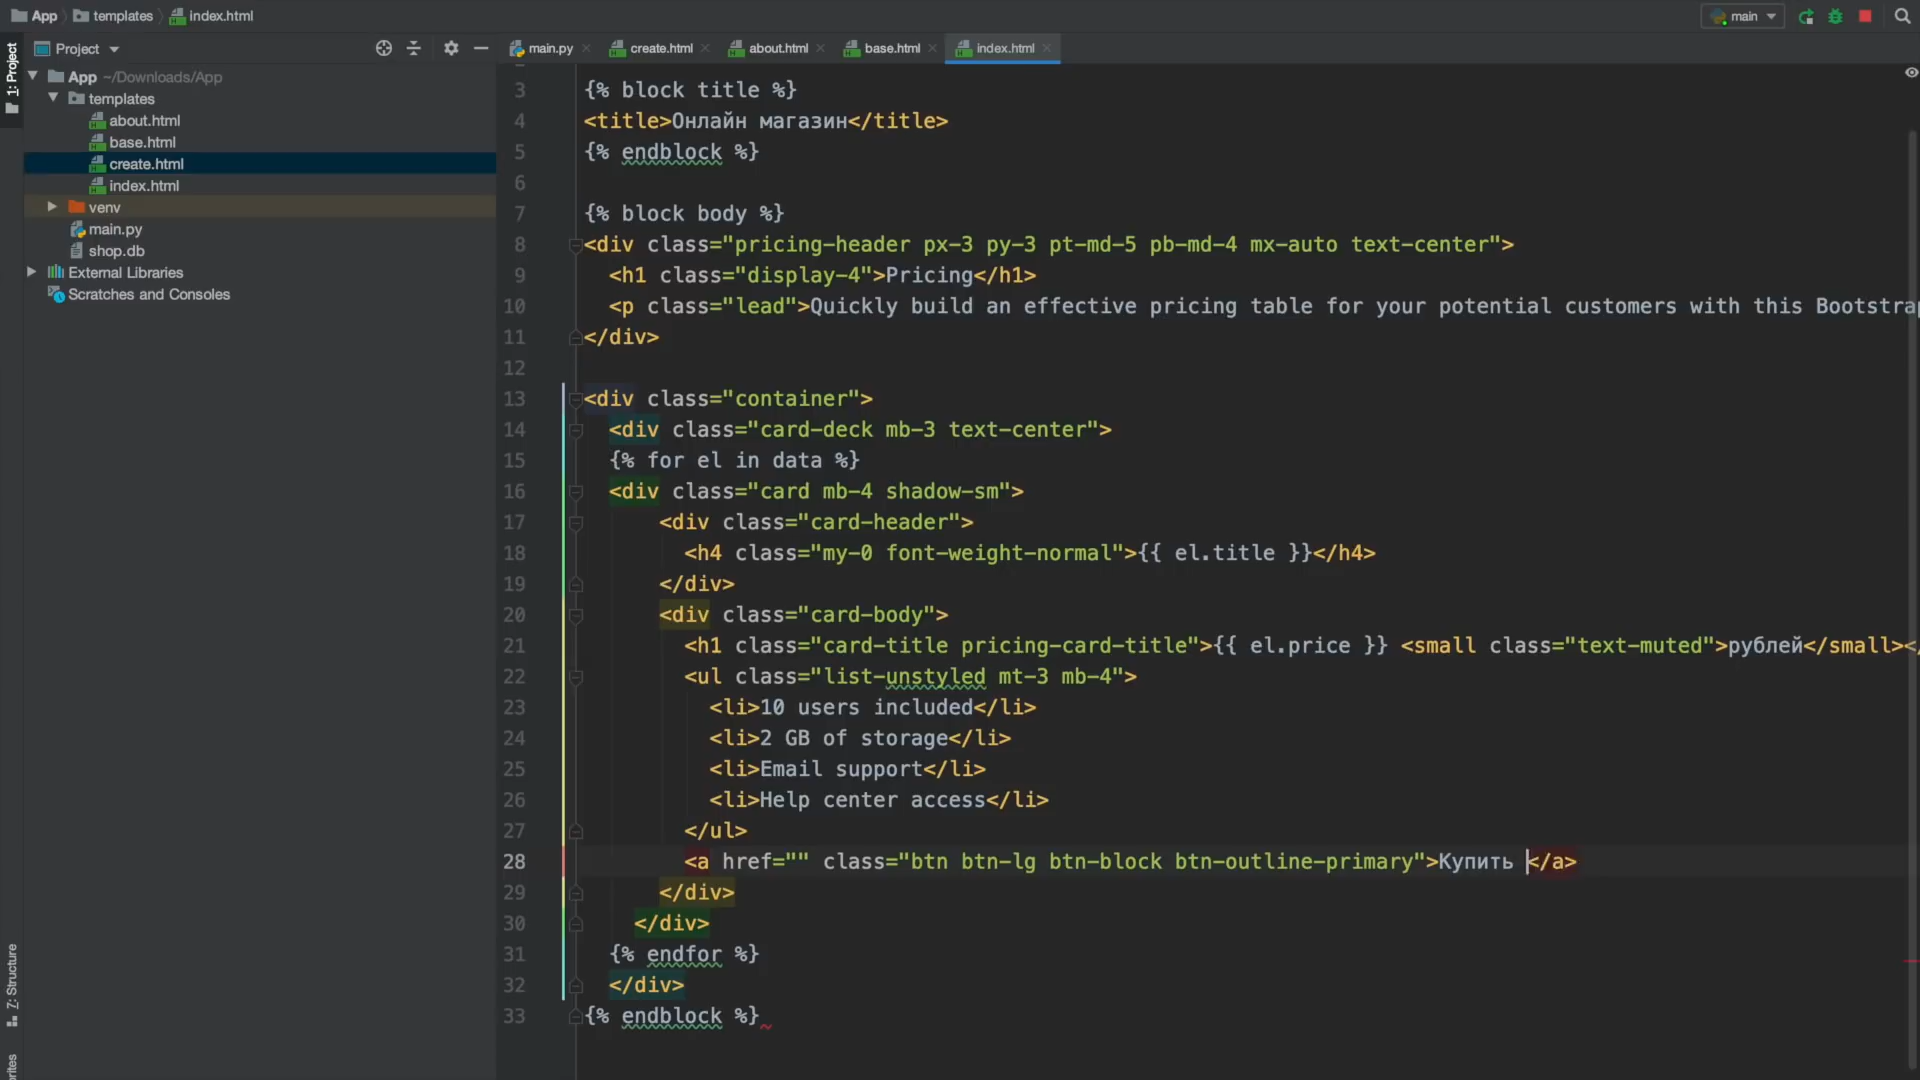 App templates index.html
main
1: Project
Project
main.py create.html about.html base.html index.html
App ~/Downloads/App
templates
about.html
base.html
create.html
index.html
venv
main.py
shop.db
External Libraries
Scratches and Consoles
3 {% block title %}
4 <title>Онлайн магазин</title>
5 {% endblock %}
6
7 {% block body %}
8 <div class="pricing-header px-3 py-3 pt-md-5 pb-md-4 mx-auto text-center">
9 <h1 class="display-4">Pricing</h1>
10 <p class="lead">Quickly build an effective pricing table for your potential customers with this Bootstra
11 </div>
12
13 <div class="container">
14 <div class="card-deck mb-3 text-center">
15 {% for el in data %}
16 <div class="card mb-4 shadow-sm">
17 <div class="card-header">
18 <h4 class="my-0 font-weight-normal">{{ el.title }}</h4>
19 </div>
20 <div class="card-body">
21 <h1 class="card-title pricing-card-title">{{ el.price }} <small class="text-muted">рублей</small><
22 <ul class="list-unstyled mt-3 mb-4">
23 <li>10 users included</li>
24 <li>2 GB of storage</li>
25 <li>Email support</li>
26 <li>Help center access</li>
27 </ul>
28 <a href="" class="btn btn-lg btn-block btn-outline-primary">Купить </a>
29 </div>
30 </div>
31 {% endfor %}
32 </div>
33 {% endblock %}
Z: Structure